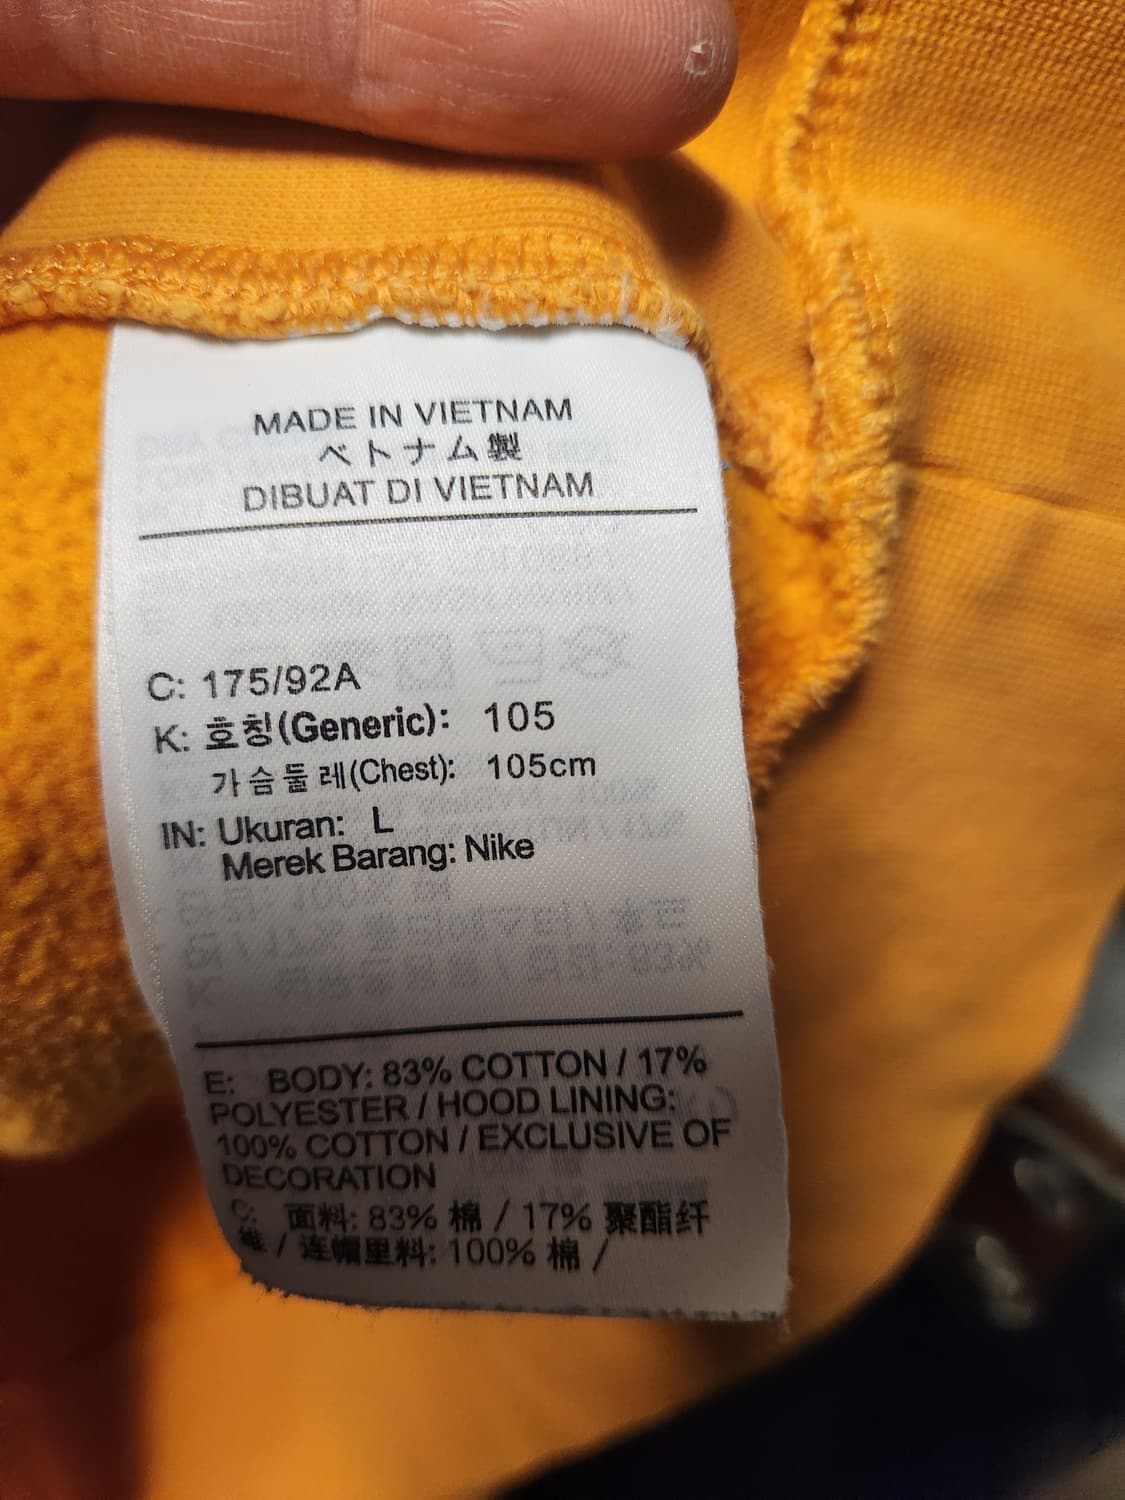 MADE IN VIETNAM
ベトナム製
DIBUAT DI VIETNAM
C: 175/92A
K: 호칭(Generic): 105
가슴둘레(Chest): 105cm
IN: Ukuran: L
Merek Barang: Nike
E: BODY: 83% COTTON / 17%
POLYESTER / HOOD LINING:
100% COTTON / EXCLUSIVE OF
DECORATION
C: 面料: 83% 棉 / 17% 聚酯纤
维 / 连帽里料: 100% 棉 /